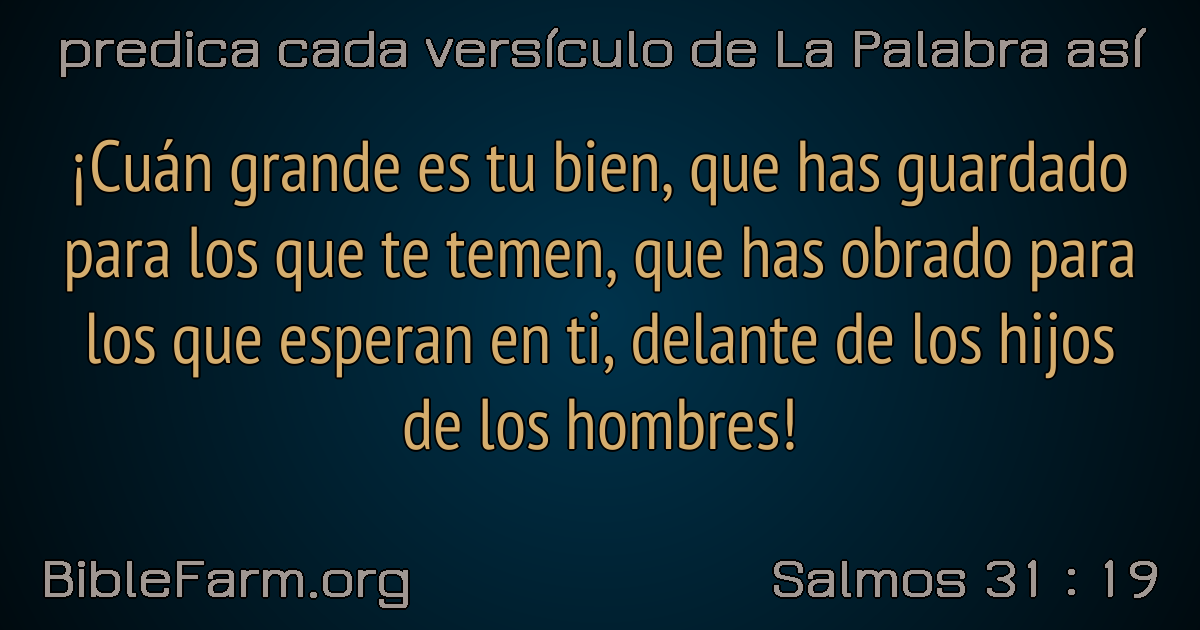 predica cada versículo de La Palabra así
¡Cuán grande es tu bien, que has guardado
para los que te temen, que has obrado para
los que esperan en ti, delante de los hijos
de los hombres!
BibleFarm.org
Salmos 31 : 19